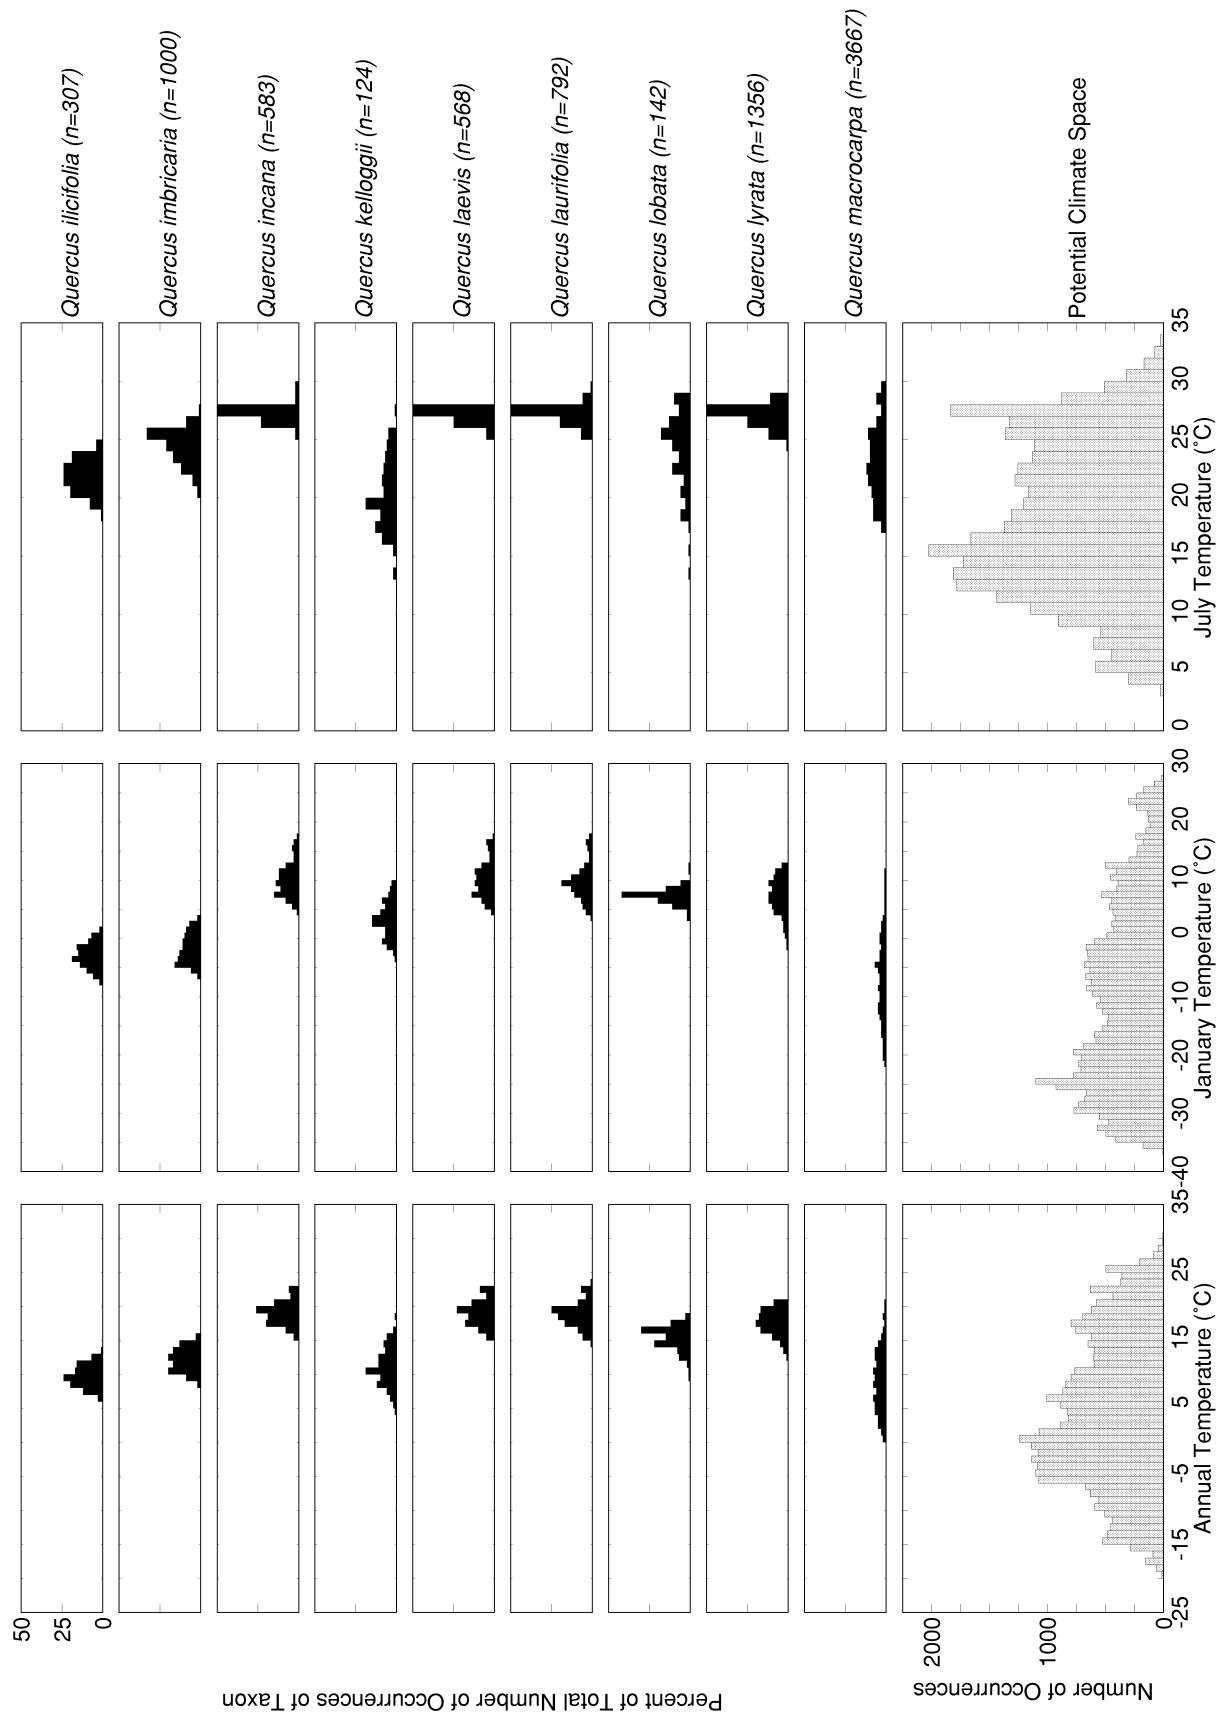 50
25
0
Quercus ilicifolia (n=307)
Quercus imbricaria (n=1000)
Quercus incana (n=583)
Quercus kelloggii (n=124)
Quercus laevis (n=568)
Quercus laurifolia (n=792)
Quercus lobata (n=142)
Quercus lyrata (n=1356)
Quercus macrocarpa (n=3667)
Percent of Total Number of Occurrences of Taxon
Potential Climate Space
Number of Occurrences
2000
1000
0
-25 -15 -5 5 15 25 35
Annual Temperature (°C)
-40 -30 -20 -10 0 10 20 30
January Temperature (°C)
0 5 10 15 20 25 30 35
July Temperature (°C)